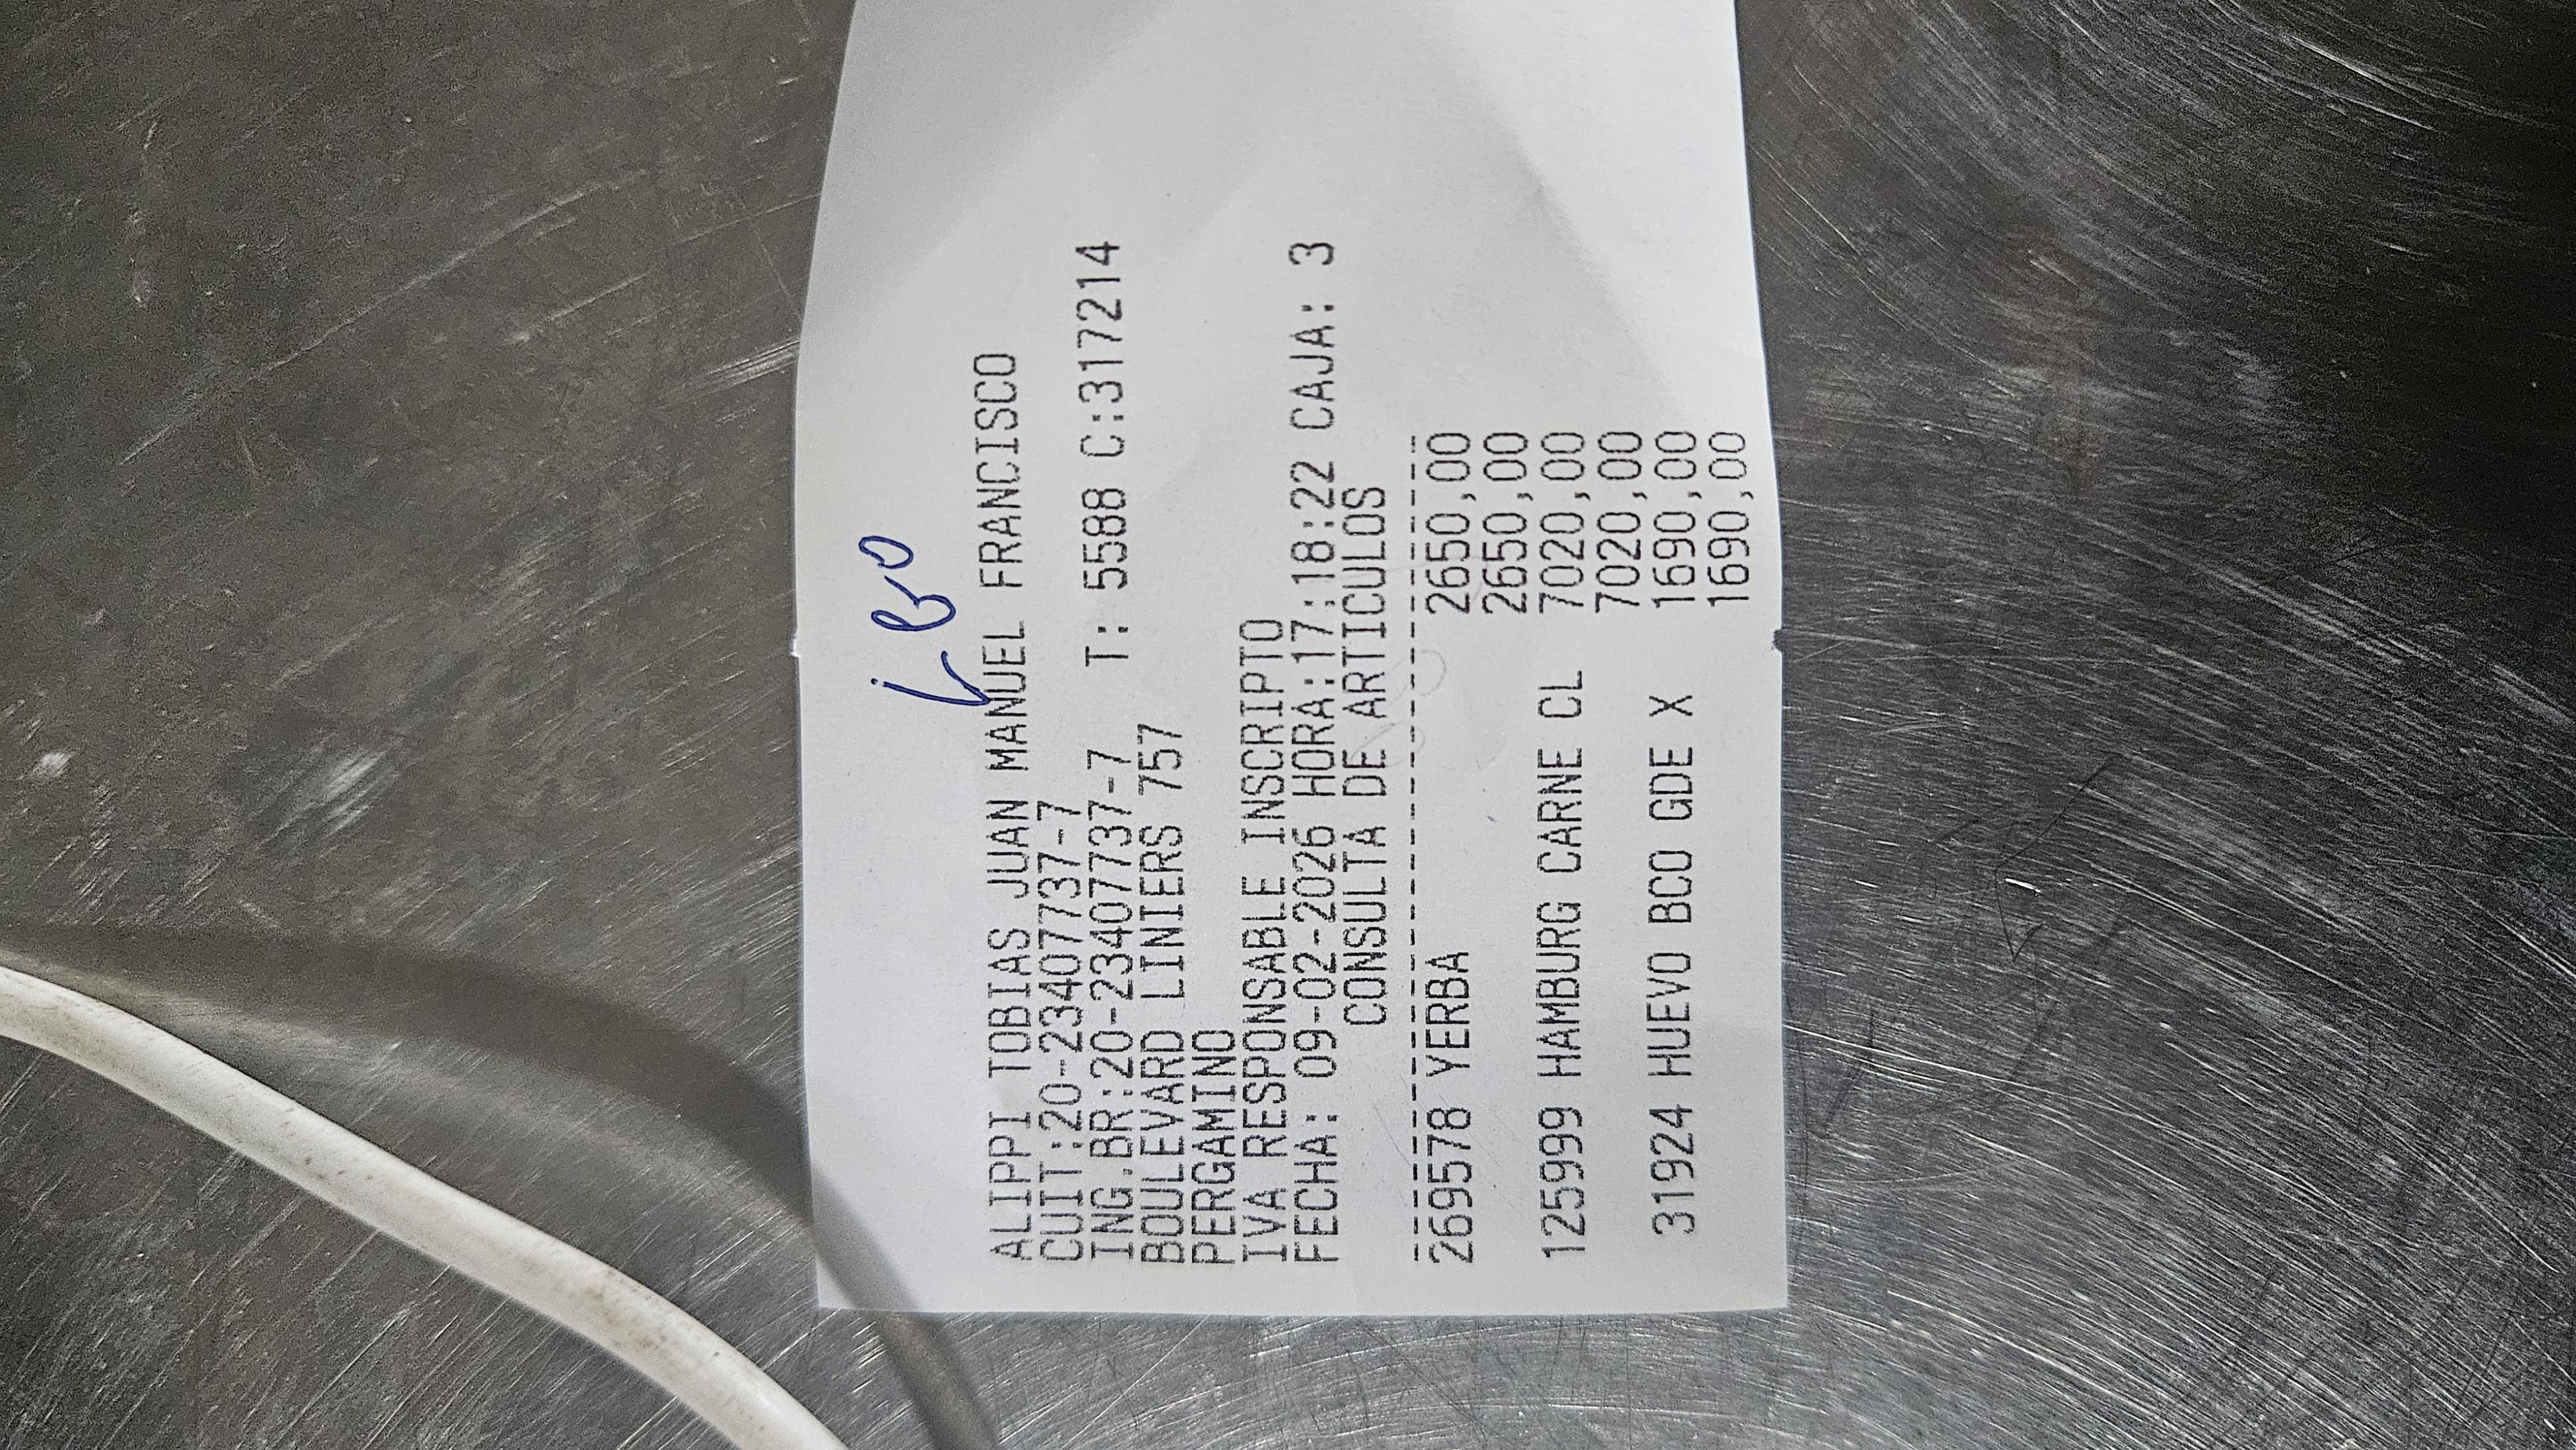 Leo
ALIPPI TOBIAS JUAN MANUEL FRANCISCO
CUIT:20-23407737-7
ING.BR:20-23407737-7 T: 5588 C:317214
BOULEVARD LINIERS 757
PERGAMINO
IVA RESPONSABLE INSCRIPTO
FECHA: 09-02-2026 HORA:17:18:22 CAJA: 3
CONSULTA DE ARTICULOS
269578 YERBA 2650,00
2650,00
125999 HAMBURG CARNE CL 7020,00
7020,00
31924 HUEVO BCO GDE X 1690,00
1690,00